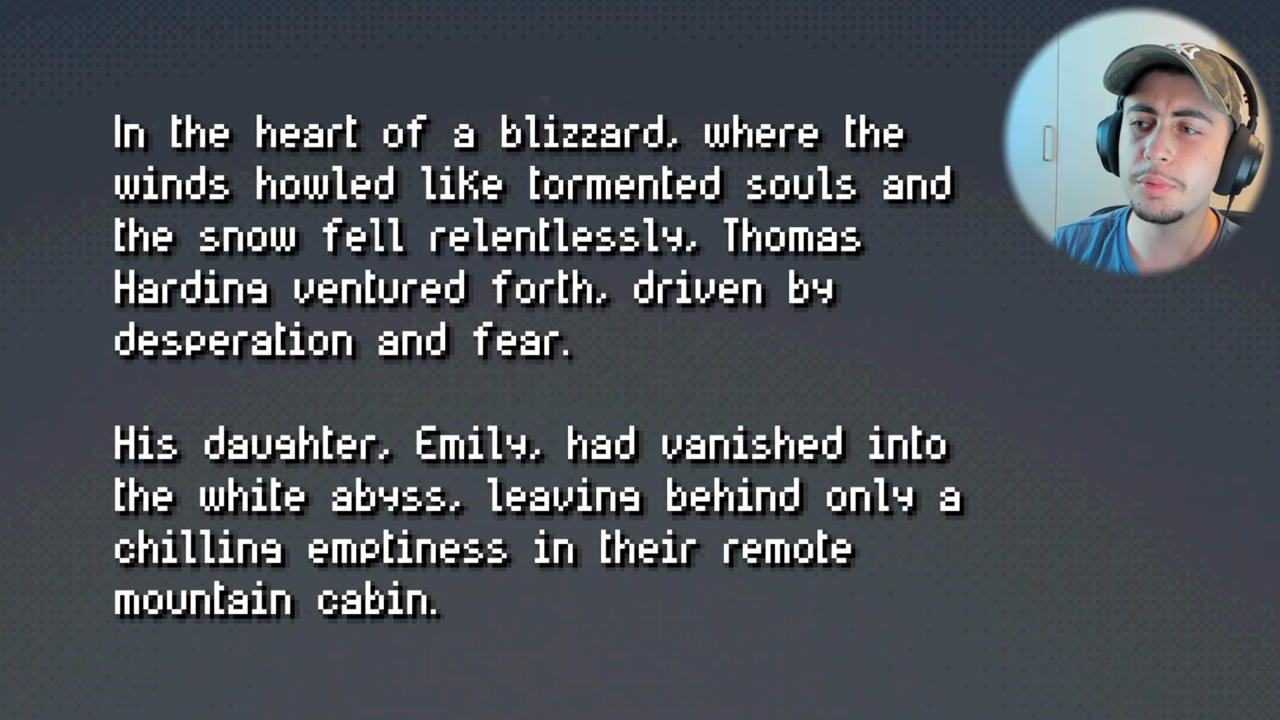 In the heart of a blizzard, where the
winds howled like tormented souls and
the snow fell relentlessly, Thomas
Harding ventured forth, driven by
desperation and fear.
His daughter, Emily, had vanished into
the white abyss, leaving behind only a
chilling emptiness in their remote
mountain cabin.